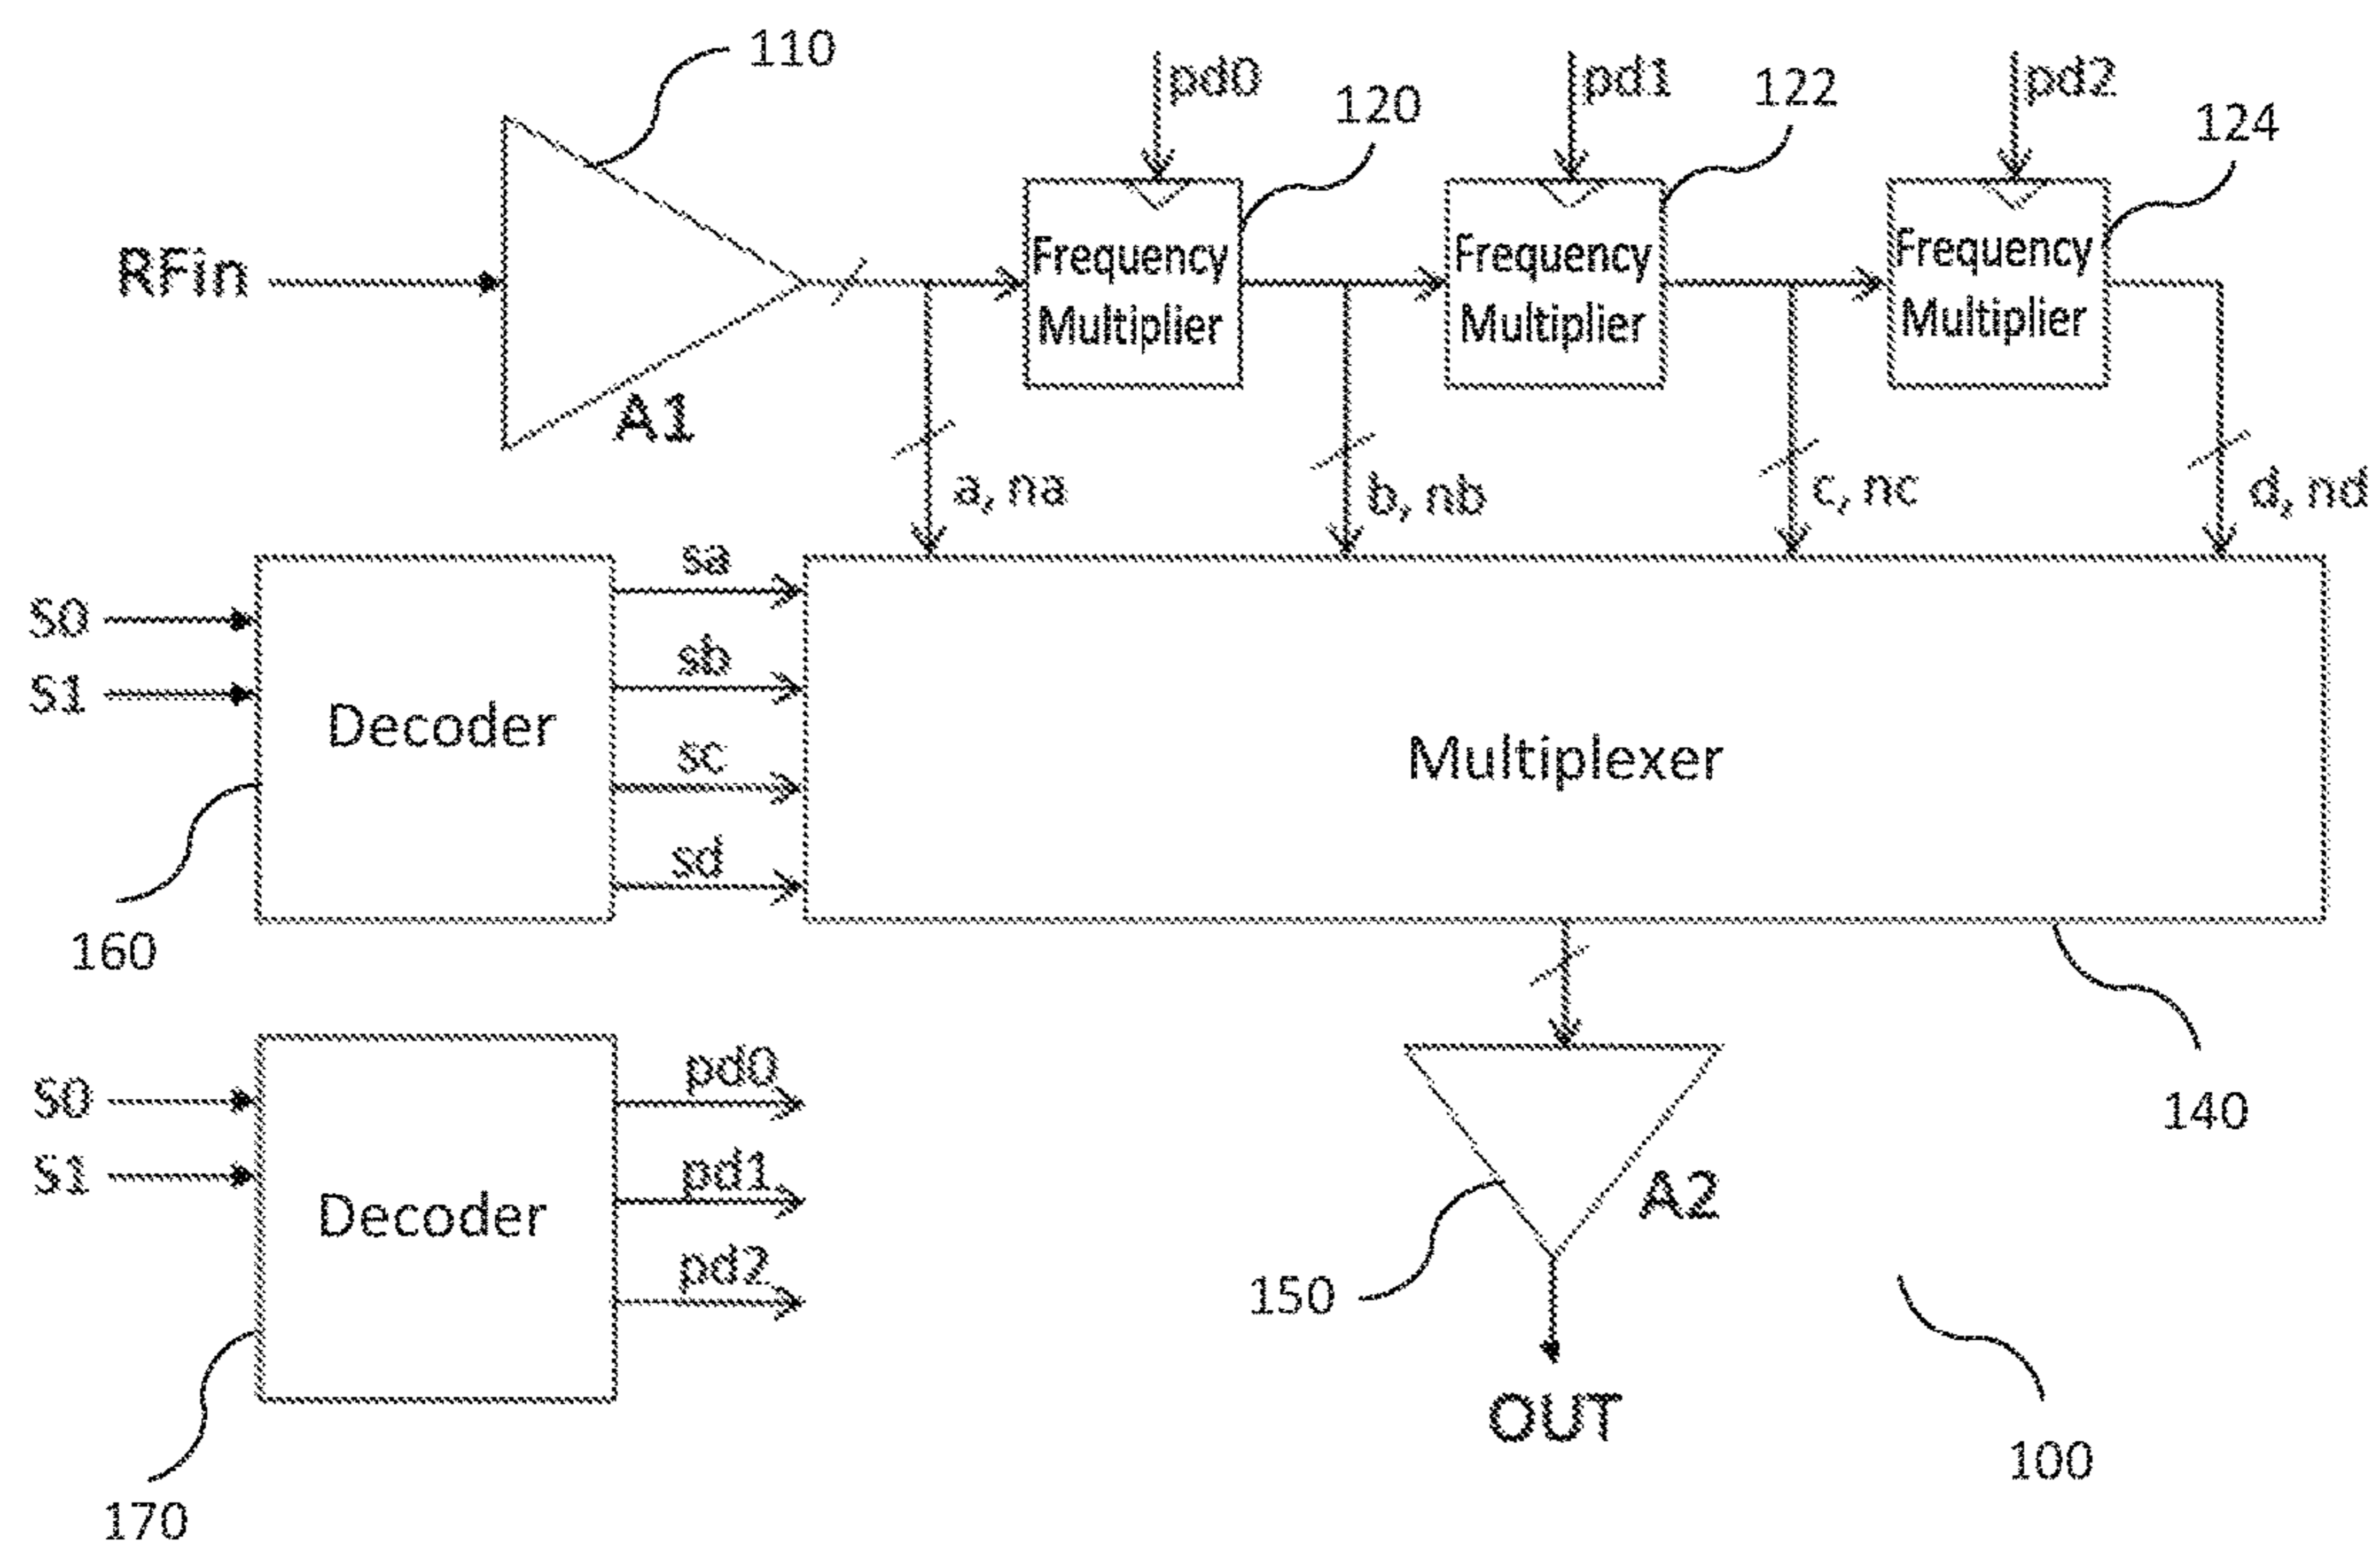 110
pd0
120
pd1
122
pd2
124
RFin
A1
Frequency
Multiplier
Frequency
Multiplier
Frequency
Multiplier
a, na
b, nb
c, nc
d, nd
S0
S1
Decoder
160
sa
sb
sc
sd
Multiplexer
140
S0
S1
Decoder
170
pd0
pd1
pd2
A2
150
OUT
100